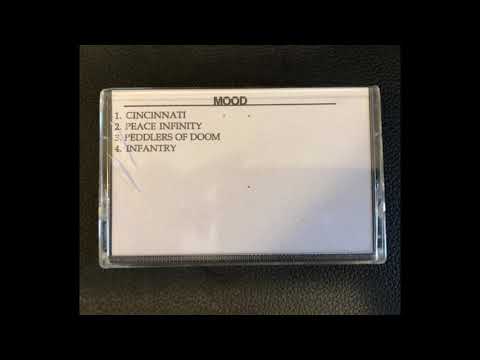 MOOD
1. CINCINNATI
2. PEACE INFINITY
3. PEDDLERS OF DOOM
4. INFANTRY